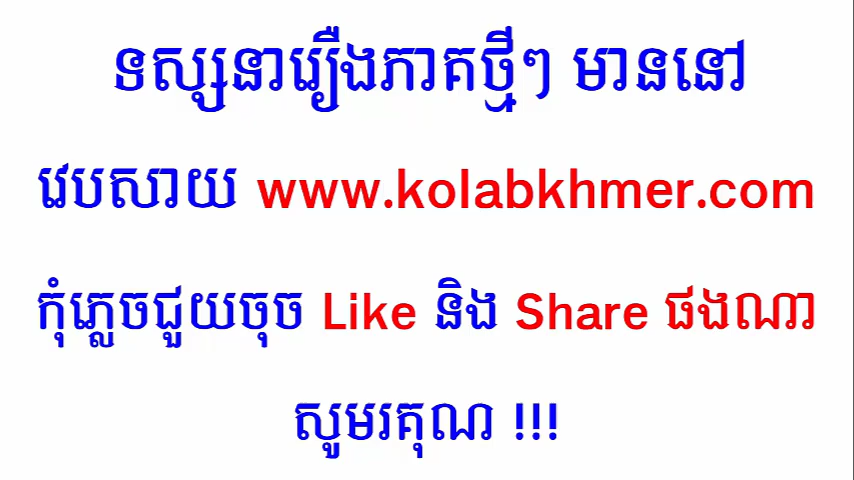 ទស្សនារឿងភាគថ្មីៗ មាននៅ
វេបសាយ www.kolabkhmer.com
កុំភ្លេចជួយចុច Like និង Share ផងណា
សូមរគុណ !!!